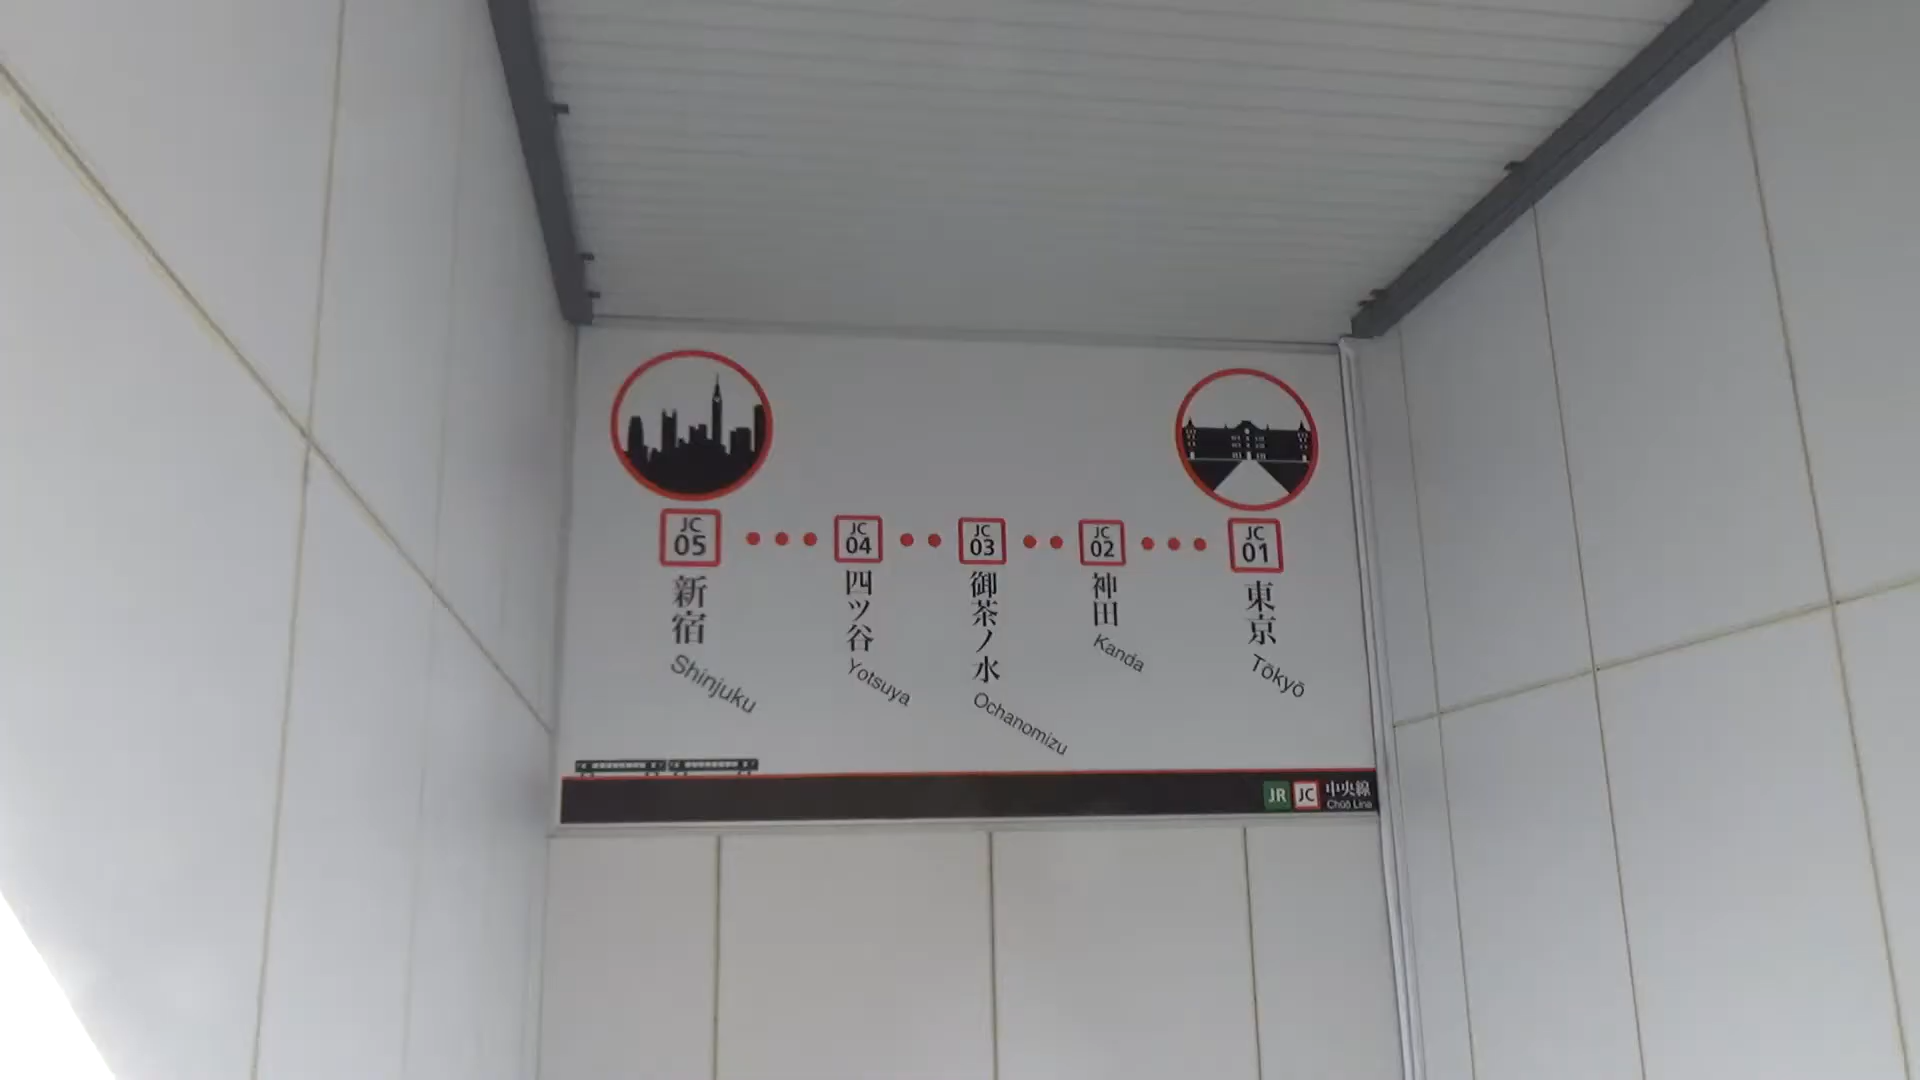 JC
05
新宿
Shinjuku
JC
04
四ツ谷
Yotsuya
JC
03
御茶ノ水
Ochanomizu
JC
02
神田
Kanda
JC
01
東京
Tōkyō
JR JC 中央線
Chūō Line